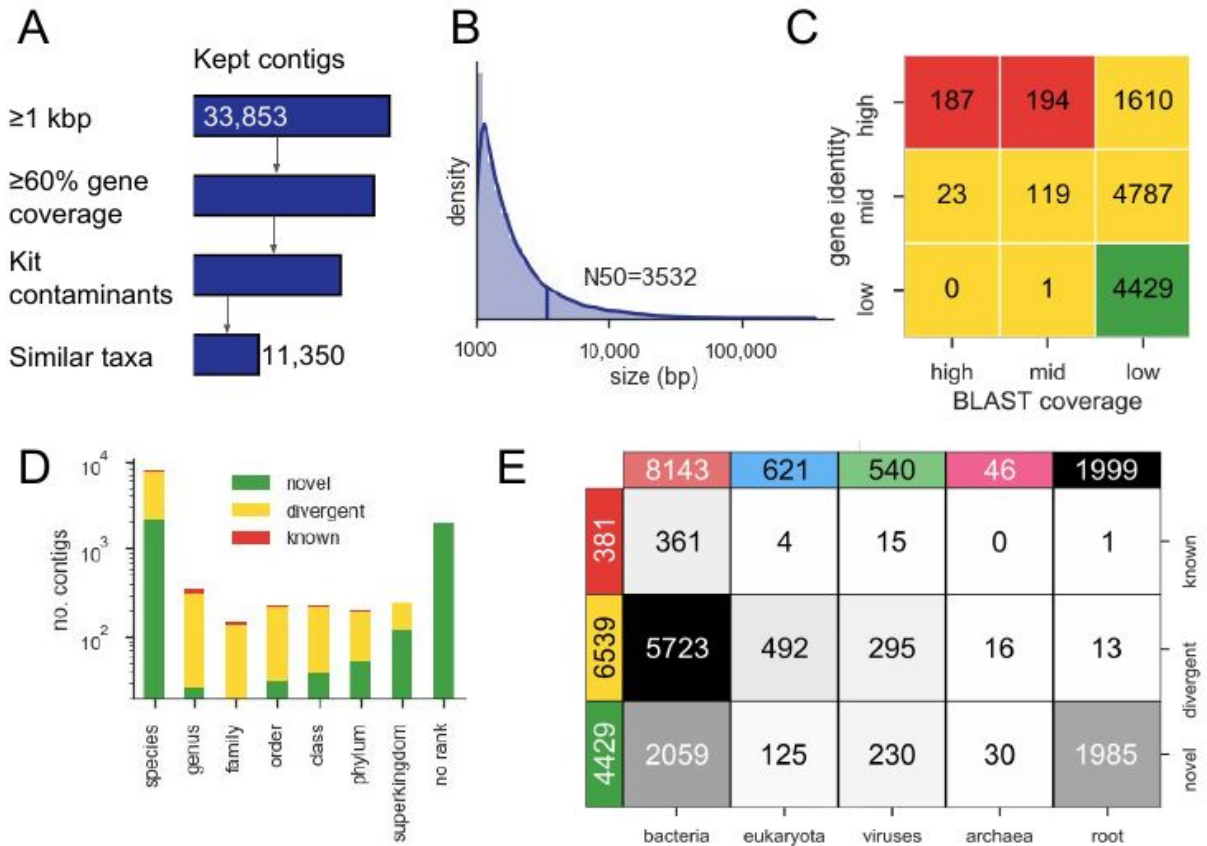 A
Kept contigs
≥1 kbp
33,853
≥60% gene
coverage
Kit
contaminants
Similar taxa
11,350
B
density
N50=3532
1000
10,000
100,000
size (bp)
C
gene identity
high
187
194
1610
mid
23
119
4787
low
0
1
4429
high
mid
low
BLAST coverage
D
no. contigs
10^4
10^3
10^2
novel
divergent
known
species
genus
family
order
class
phylum
superkingdom
no rank
E
8143
621
540
46
1999
381
361
4
15
0
1
known
6539
5723
492
295
16
13
divergent
4429
2059
125
230
30
1985
novel
bacteria
eukaryota
viruses
archaea
root